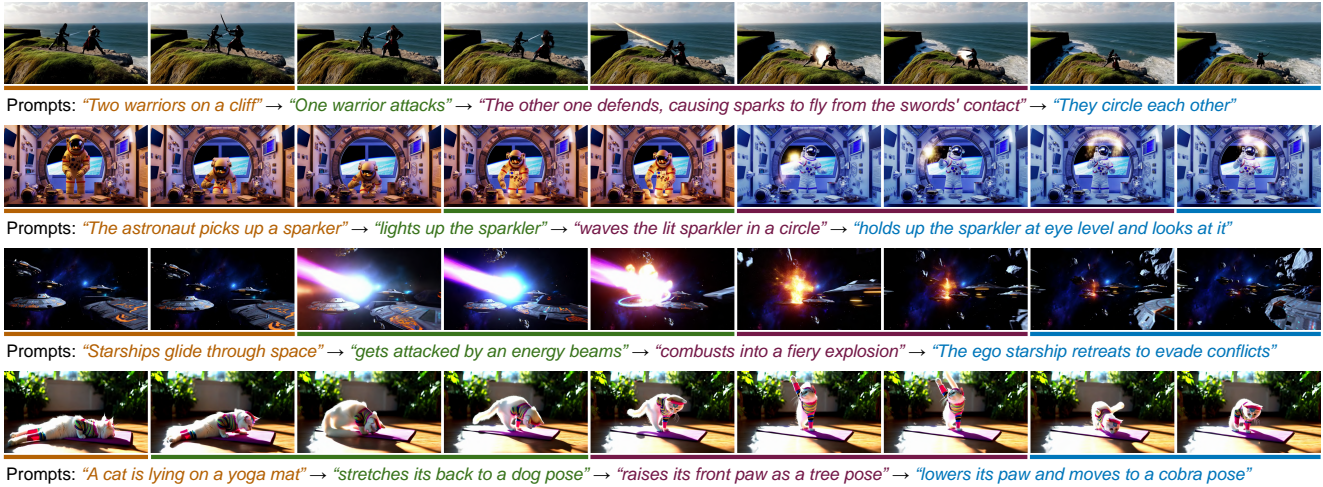 Prompts: “Two warriors on a cliff” → “One warrior attacks” → “The other one defends, causing sparks to fly from the swords' contact” → “They circle each other”
Prompts: “The astronaut picks up a sparker” → “lights up the sparkler” → “waves the lit sparkler in a circle” → “holds up the sparkler at eye level and looks at it”
Prompts: “Starships glide through space” → “gets attacked by an energy beams” → “combusts into a fiery explosion” → “The ego starship retreats to evade conflicts”
Prompts: “A cat is lying on a yoga mat” → “stretches its back to a dog pose” → “raises its front paw as a tree pose” → “lowers its paw and moves to a cobra pose”